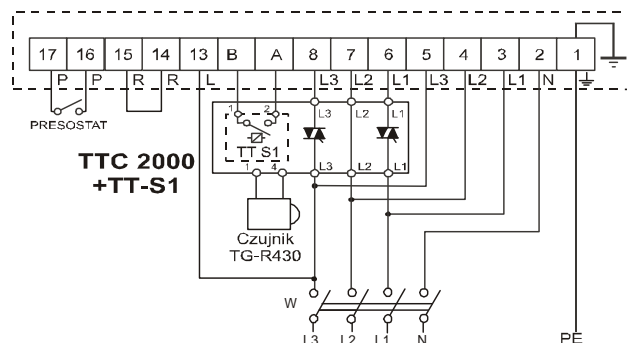 17 16 15 14 13 B A 8 7 6 5 4 3 2 1
P P R R L L3 L2 L1 L3 L2 L1 N
PRESOSTAT
1 2 L3 L2 L1
TT S1
TTC 2000
+TT-S1
1 4 L3 L2 L1
Czujnik
TG-R430
W
L3 L2 L1 N PE